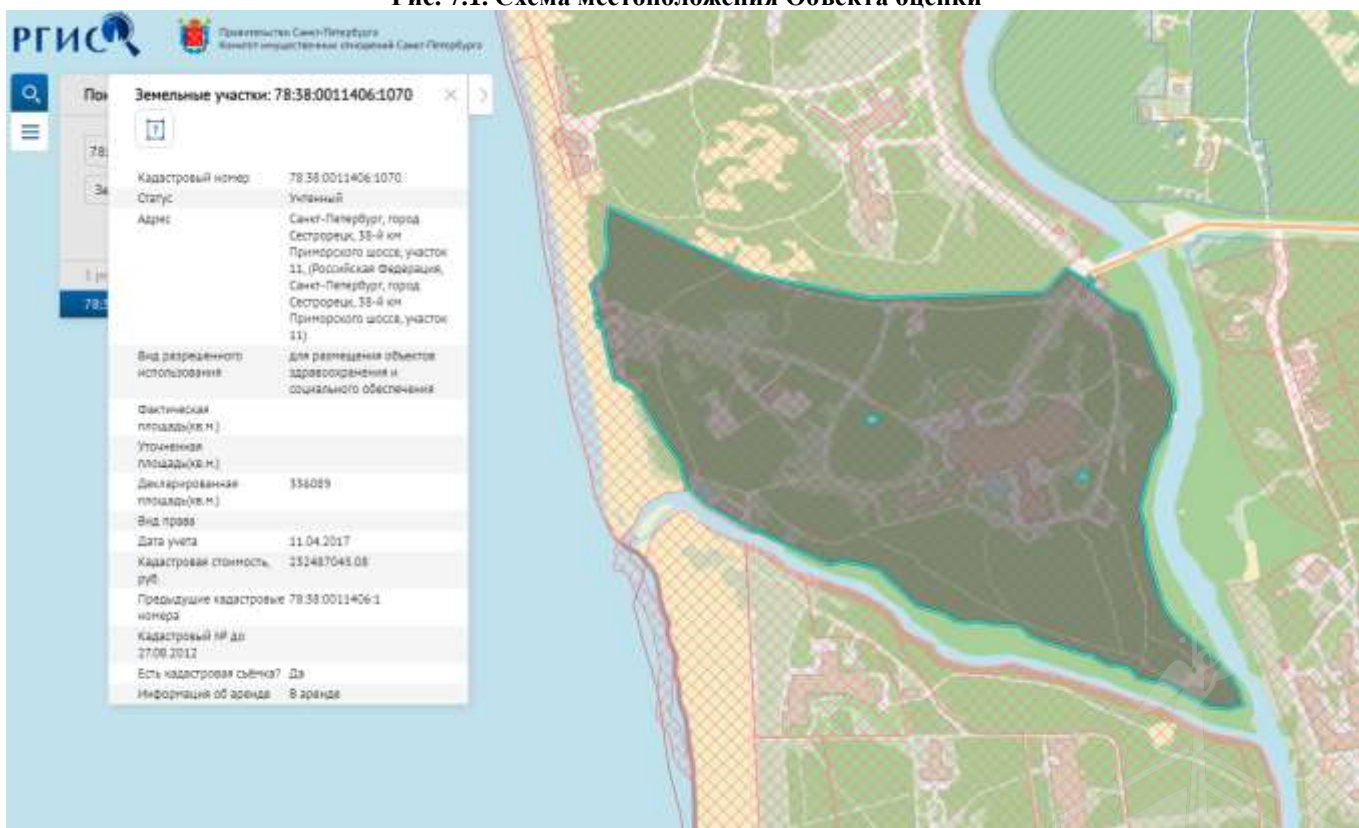 Рис. 7.1. Схема местоположения Объекта оценки
РГИС
Правительство Санкт-Петербурга
Комитет имущественных отношений Санкт-Петербурга
Пои
Земельные участки: 78:38:0011406:1070
78:
Зе
Кадастровый номер 78:38:0011406:1070
Статус Учтенный
Адрес Санкт-Петербург, город
Сестрорецк, 38-й км
Приморского шоссе, участок
11, (Российская Федерация,
Санкт-Петербург, город
Сестрорецк, 38-й км
Приморского шоссе, участок
11)
Вид разрешенного для размещения объектов
использования здравоохранения и
социального обеспечения
Фактическая
площадь(кв.м.)
Уточненная
площадь(кв.м.)
Декларированная 336089
площадь(кв.м.)
Вид права
Дата учета 11.04.2017
Кадастровая стоимость, 232487045.08
руб.
Предыдущие кадастровые 78:38:0011406:1
номера
Кадастровый № до
27.08.2012
Есть кадастровая съёмка? Да
Информация об аренде В аренде